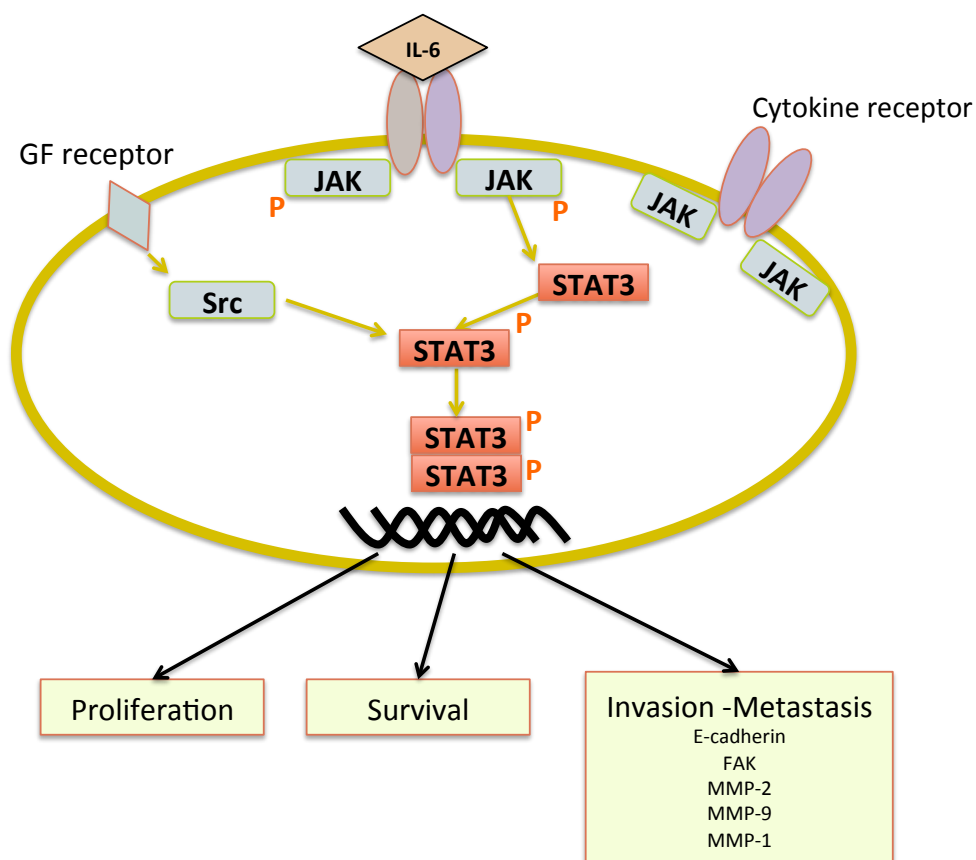 IL-6
Cytokine receptor
GF receptor
JAK
P
JAK
P
JAK
JAK
Src
STAT3
P
STAT3
STAT3
P
STAT3
P
Proliferation
Survival
Invasion -Metastasis
E-cadherin
FAK
MMP-2
MMP-9
MMP-1